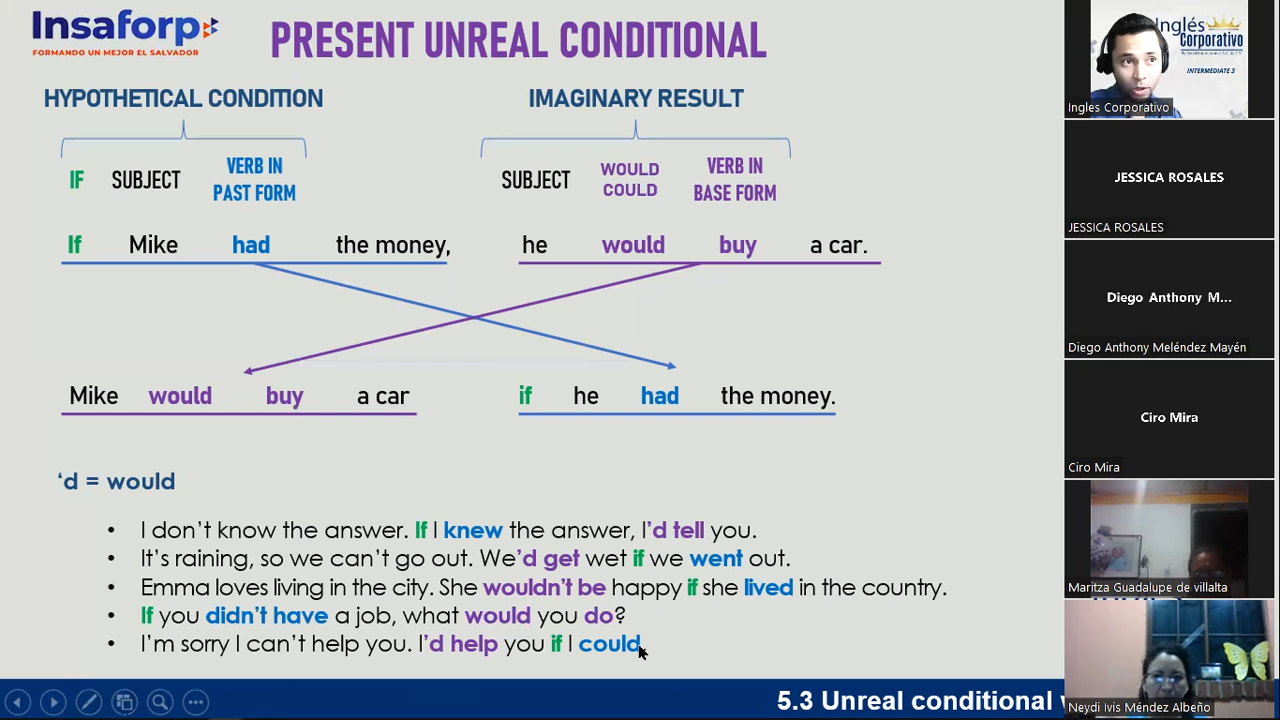 Insaforp
FORMANDO UN MEJOR EL SALVADOR
PRESENT UNREAL CONDITIONAL
HYPOTHETICAL CONDITION
IMAGINARY RESULT
IF SUBJECT VERB IN PAST FORM
SUBJECT WOULD COULD VERB IN BASE FORM
If Mike had the money, he would buy a car.
Mike would buy a car if he had the money.
‘d = would
• I don’t know the answer. If I knew the answer, I’d tell you.
• It’s raining, so we can’t go out. We’d get wet if we went out.
• Emma loves living in the city. She wouldn’t be happy if she lived in the country.
• If you didn’t have a job, what would you do?
• I’m sorry I can’t help you. I’d help you if I could
5.3 Unreal conditional
Inglés
Corporativo
INTERMEDIATE 3
Ingles Corporativo
JESSICA ROSALES
JESSICA ROSALES
Diego Anthony M...
Diego Anthony Meléndez Mayén
Ciro Mira
Ciro Mira
Maritza Guadalupe de villalta
Neydi Ivis Méndez Albeño